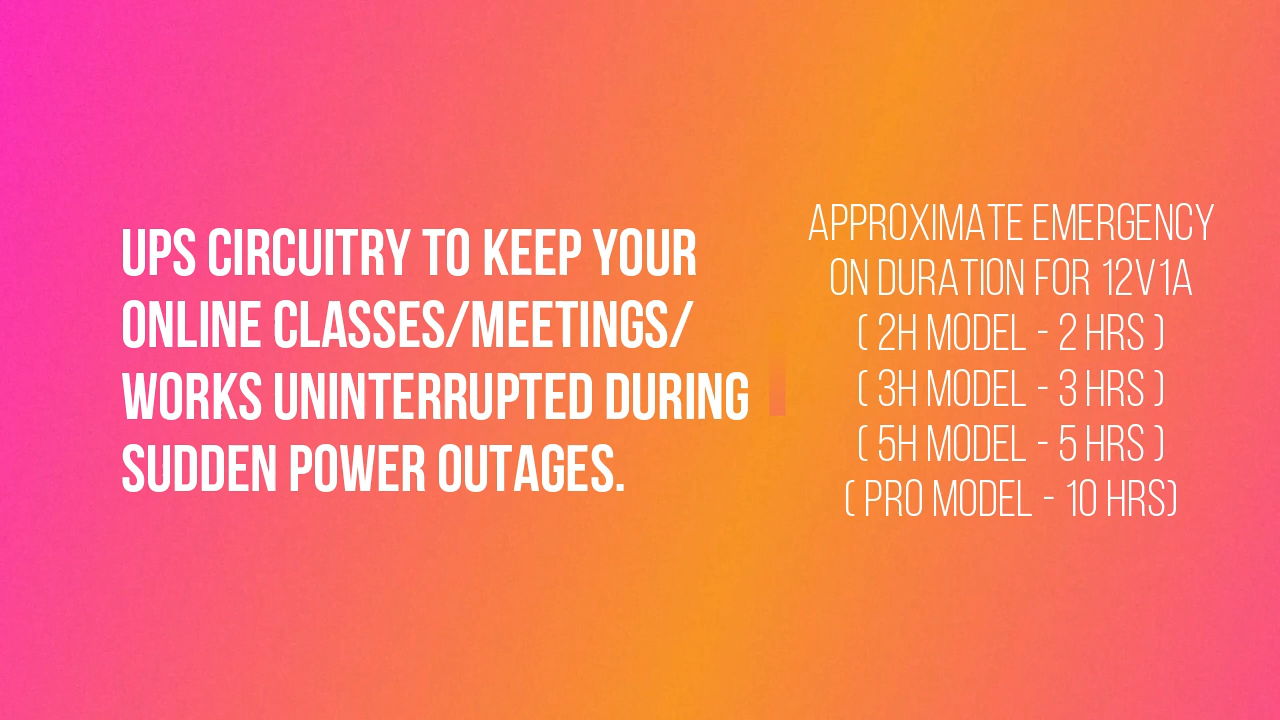 UPS CIRCUITRY TO KEEP YOUR
ONLINE CLASSES/MEETINGS/
WORKS UNINTERRUPTED DURING
SUDDEN POWER OUTAGES.
APPROXIMATE EMERGENCY
ON DURATION FOR 12V1A
( 2H MODEL - 2 HRS )
( 3H MODEL - 3 HRS )
( 5H MODEL - 5 HRS )
( PRO MODEL - 10 HRS)